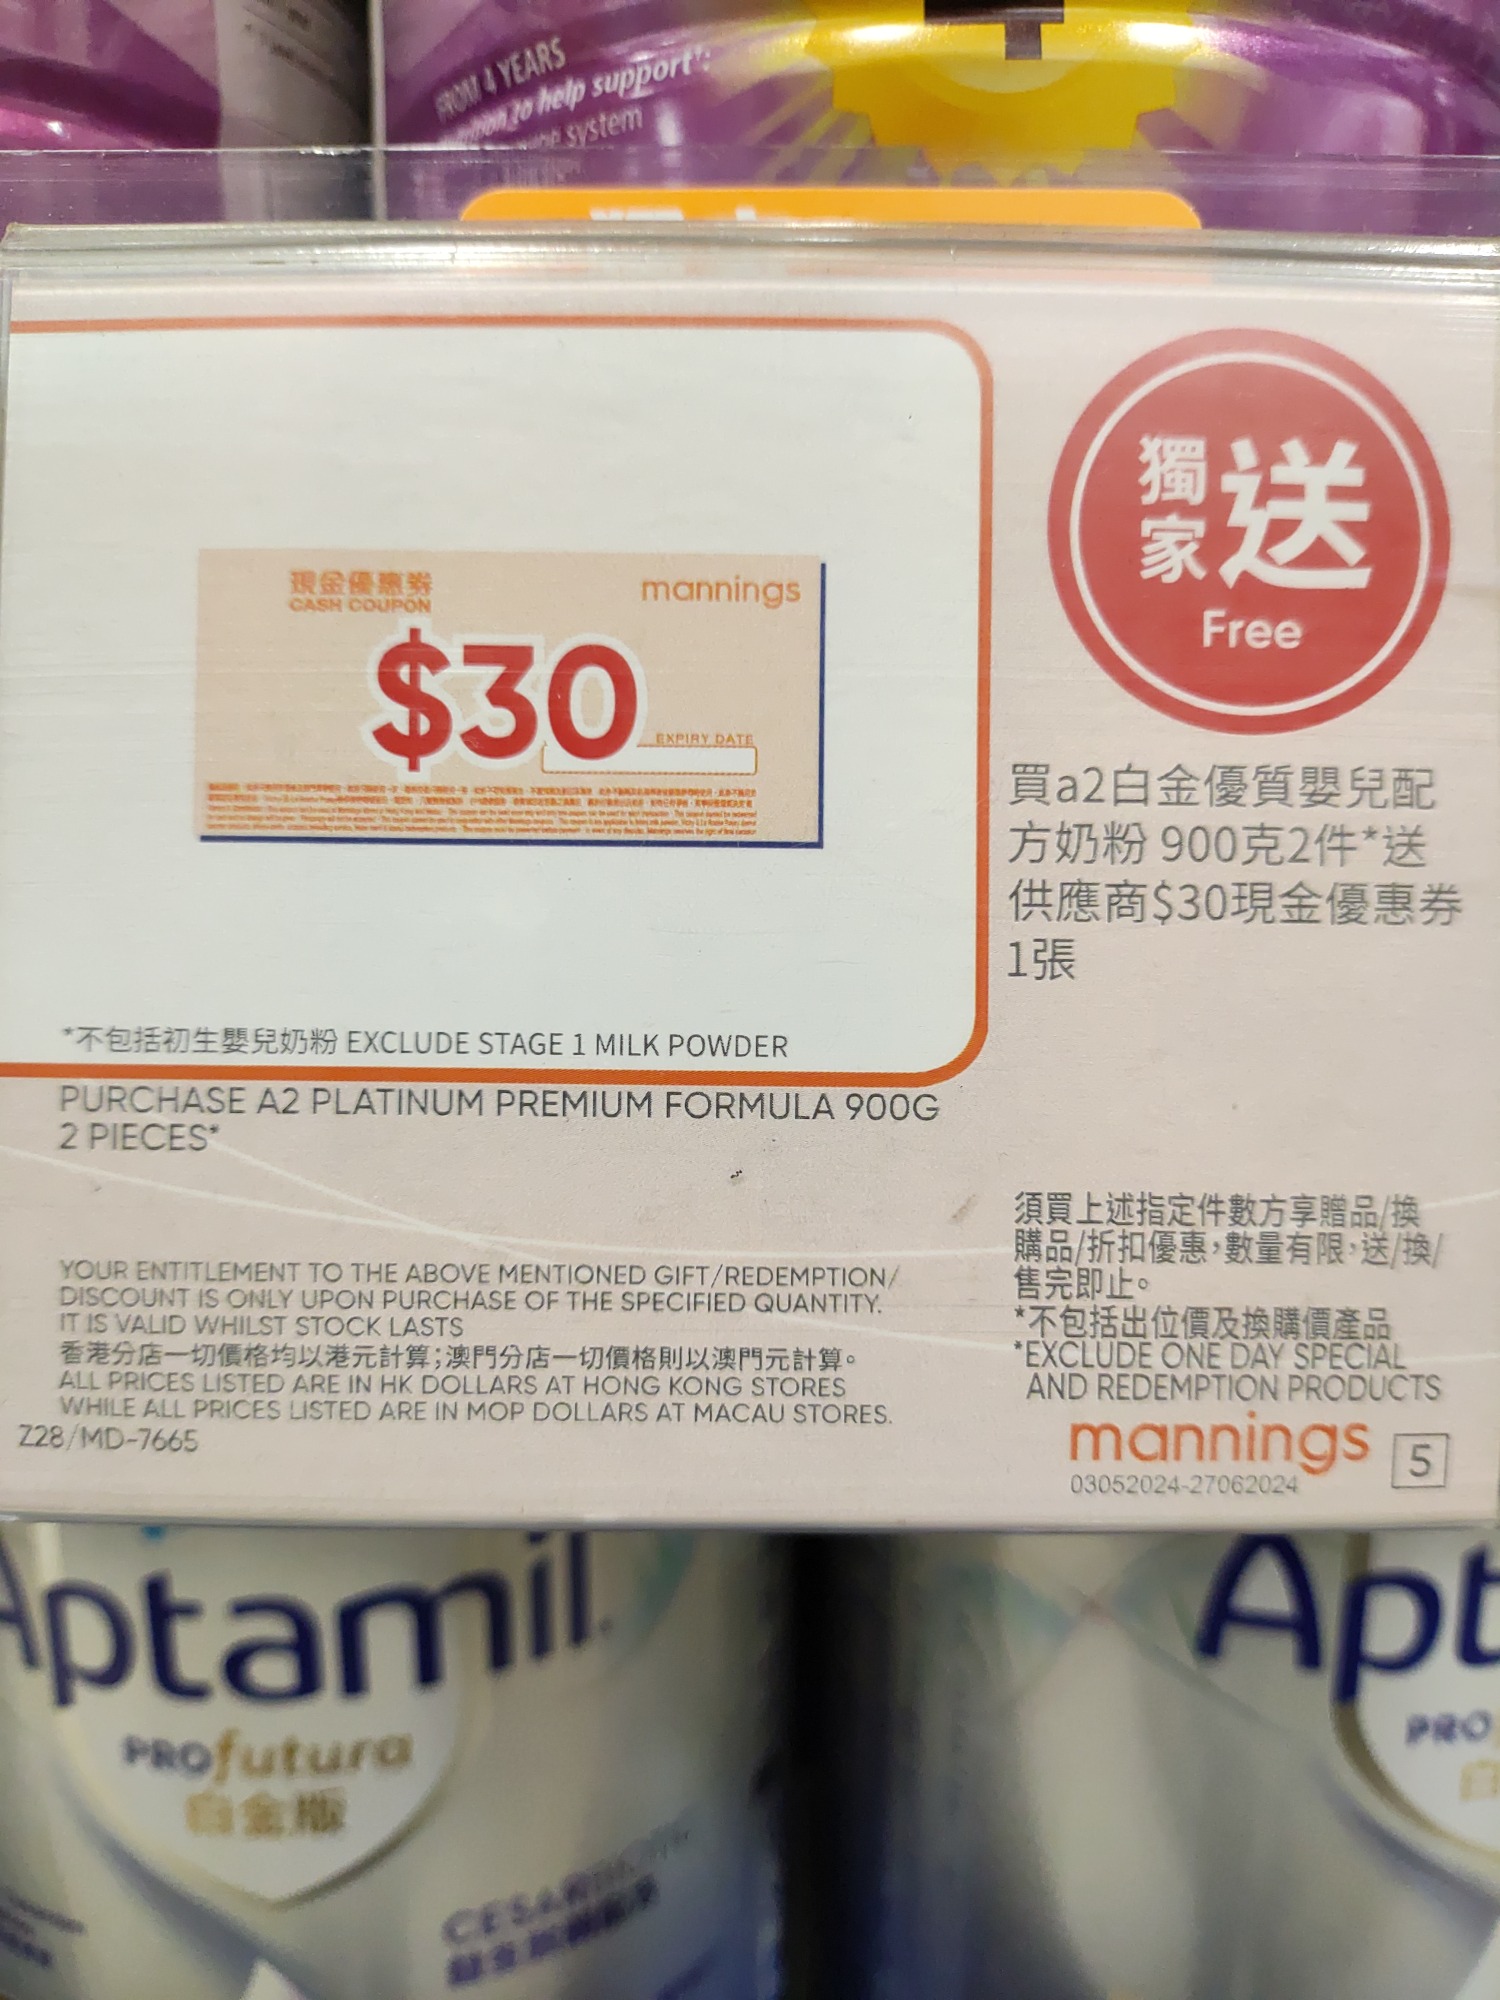 FROM 4 YEARS
to help support†:
system
現金優惠券
CASH COUPON
mannings
$30
EXPIRY DATE
獨家送
Free
買a2白金優質嬰兒配
方奶粉 900克2件*送
供應商$30現金優惠券
1張
*不包括初生嬰兒奶粉 EXCLUDE STAGE 1 MILK POWDER
PURCHASE A2 PLATINUM PREMIUM FORMULA 900G
2 PIECES*
YOUR ENTITLEMENT TO THE ABOVE MENTIONED GIFT/REDEMPTION/
DISCOUNT IS ONLY UPON PURCHASE OF THE SPECIFIED QUANTITY.
IT IS VALID WHILST STOCK LASTS
香港分店一切價格均以港元計算;澳門分店一切價格則以澳門元計算。
ALL PRICES LISTED ARE IN HK DOLLARS AT HONG KONG STORES
WHILE ALL PRICES LISTED ARE IN MOP DOLLARS AT MACAU STORES.
Z28/MD-7665
須買上述指定件數方享贈品/換
購品/折扣優惠,數量有限,送/換/
售完即止。
*不包括出位價及換購價產品
*EXCLUDE ONE DAY SPECIAL
AND REDEMPTION PRODUCTS
mannings
5
03052024-27062024
Aptamil
PROfutura
白金版
Apt
PRO
白